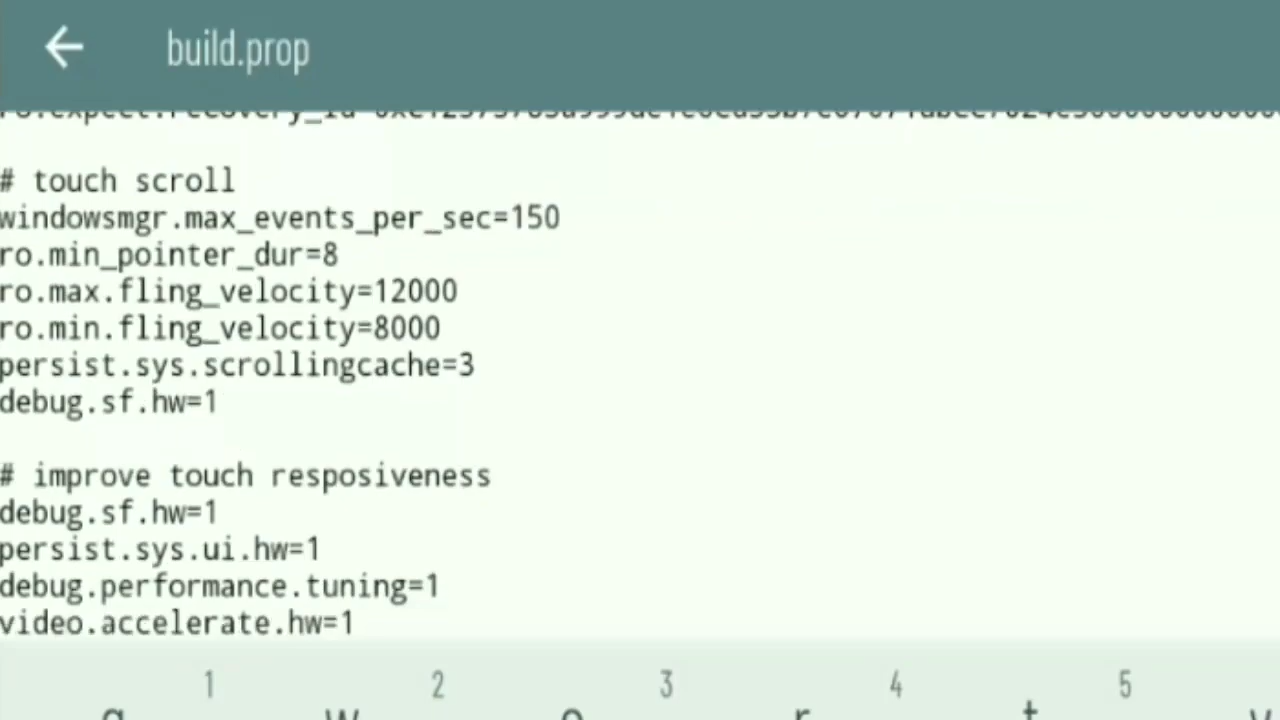 build.prop
# touch scroll
windowsmgr.max_events_per_sec=150
ro.min_pointer_dur=8
ro.max.fling_velocity=12000
ro.min.fling_velocity=8000
persist.sys.scrollingcache=3
debug.sf.hw=1
# improve touch resposiveness
debug.sf.hw=1
persist.sys.ui.hw=1
debug.performance.tuning=1
video.accelerate.hw=1
1 2 3 4 5